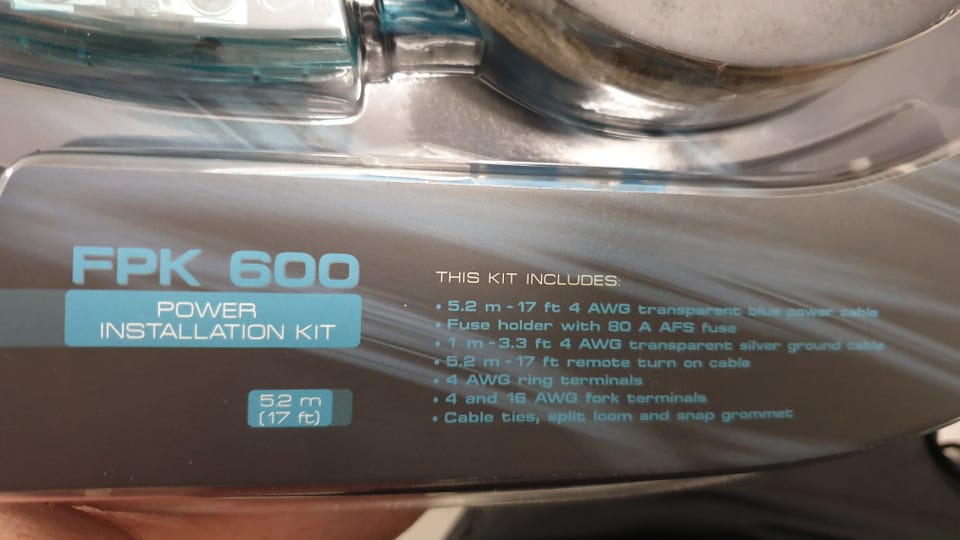 FPK 600
POWER
INSTALLATION KIT
5.2 m
(17 ft)
THIS KIT INCLUDES:
• 5.2 m - 17 ft 4 AWG transparent blue power cable
• Fuse holder with 80 A AFS fuse
• 1 m - 3.3 ft 4 AWG transparent silver ground cable
• 5.2 m - 17 ft remote turn on cable
• 4 AWG ring terminals
• 4 and 16 AWG fork terminals
• Cable ties, split loom and snap grommet